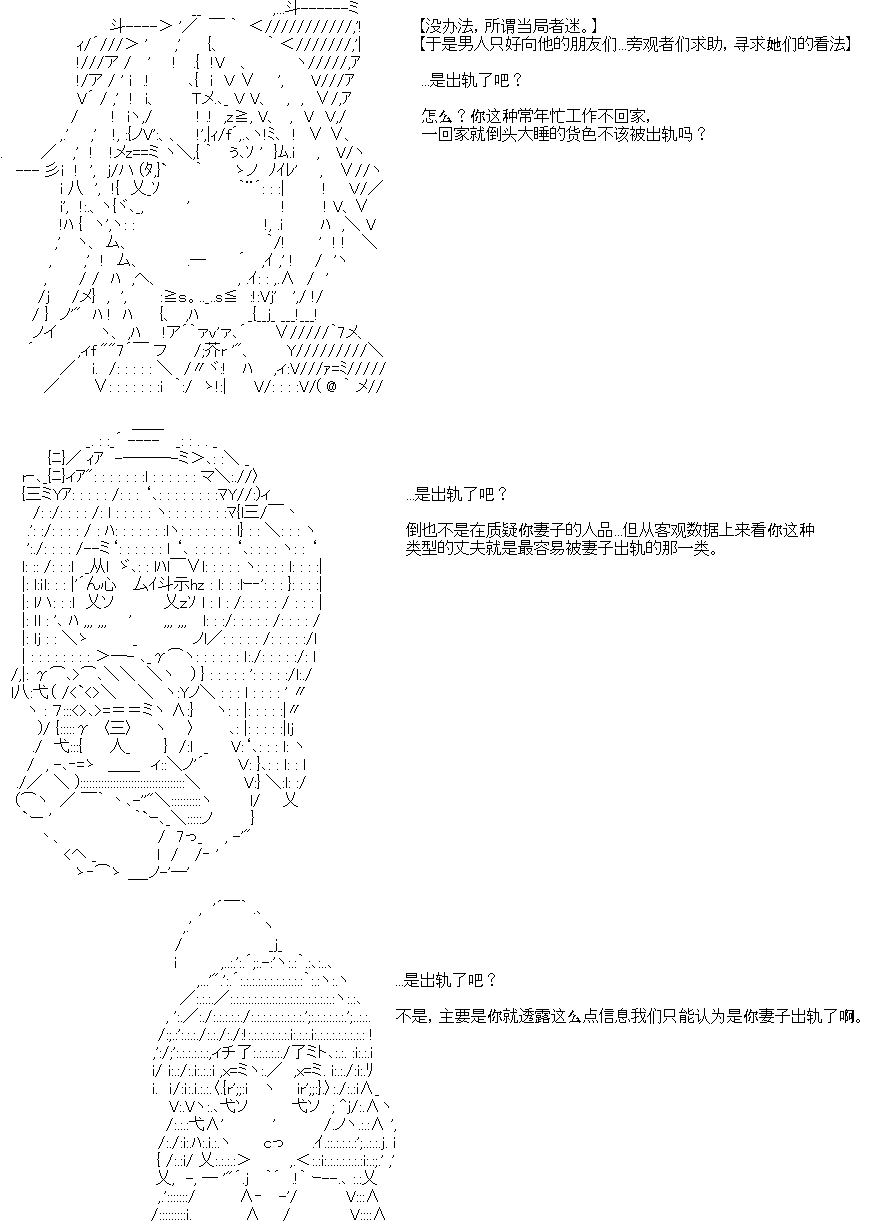 【没办法，所谓当局者迷。】
【于是男人只好向他的朋友们...旁观者们求助，寻求她们的看法】
...是出轨了吧？
怎么？你这种常年忙工作不回家，
一回家就倒头大睡的货色不该被出轨吗？
...是出轨了吧？
倒也不是在质疑你妻子的人品...但从客观数据上来看你这种
类型的丈夫就是最容易被妻子出轨的那一类。
...是出轨了吧？
不是，主要是你就透露这么点信息我们只能认为是你妻子出轨了啊。